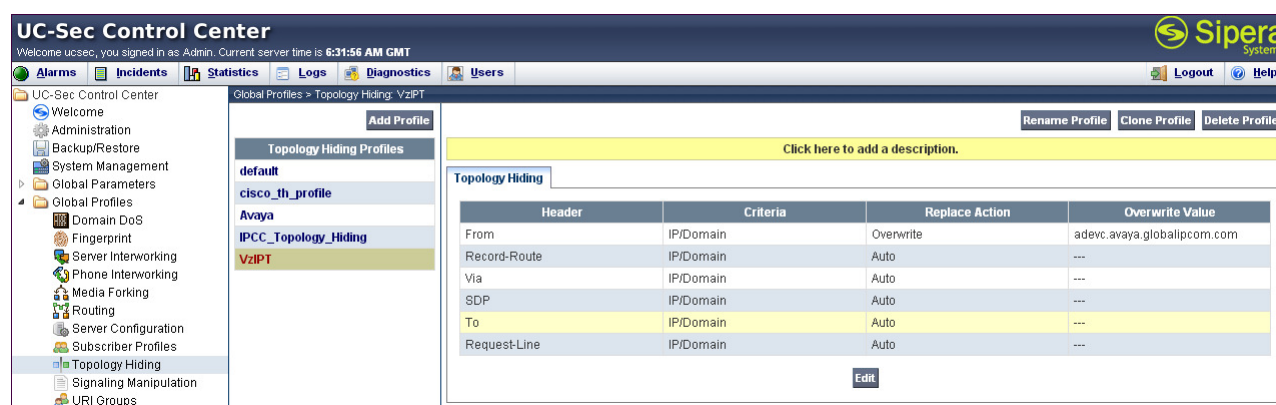 UC-Sec Control Center
Welcome ucsec, you signed in as Admin. Current server time is 6:31:56 AM GMT
Sipera
System
Alarms Incidents Statistics Logs Diagnostics Users Logout Help
UC-Sec Control Center
Welcome
Administration
Backup/Restore
System Management
Global Parameters
Global Profiles
Domain DoS
Fingerprint
Server Interworking
Phone Interworking
Media Forking
Routing
Server Configuration
Subscriber Profiles
Topology Hiding
Signaling Manipulation
URI Groups
Global Profiles > Topology Hiding: VzIPT
Add Profile
Topology Hiding Profiles
default
cisco_th_profile
Avaya
IPCC_Topology_Hiding
VzIPT
Rename Profile Clone Profile Delete Profile
Click here to add a description.
Topology Hiding
Header Criteria Replace Action Overwrite Value
From IP/Domain Overwrite adevc.avaya.globalipcom.com
Record-Route IP/Domain Auto ---
Via IP/Domain Auto ---
SDP IP/Domain Auto ---
To IP/Domain Auto ---
Request-Line IP/Domain Auto ---
Edit